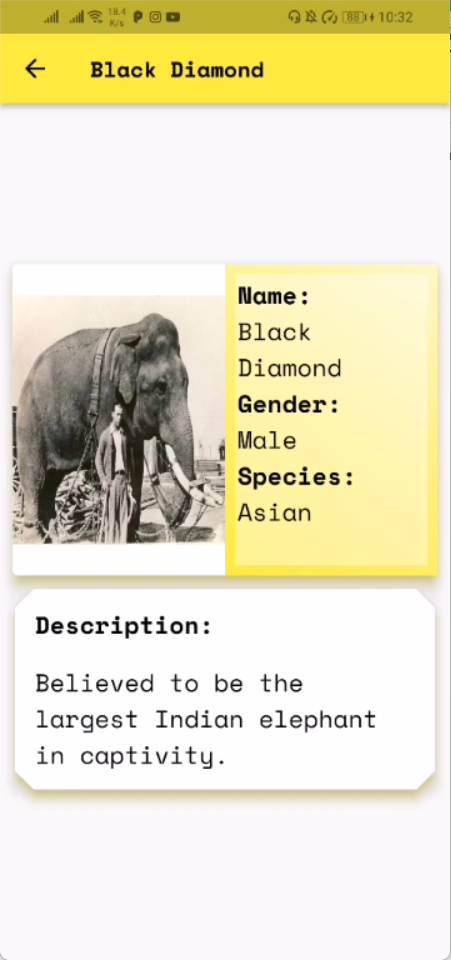 18.4
K/s
88
10:32
Black Diamond
Name:
Black
Diamond
Gender:
Male
Species:
Asian
Description:
Believed to be the
largest Indian elephant
in captivity.